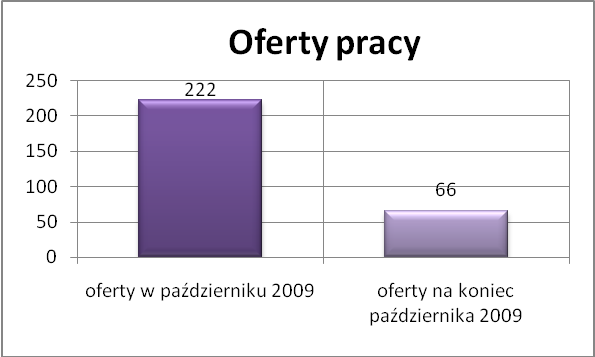 Oferty pracy
250
200
150
100
50
0
222
66
oferty w październiku 2009
oferty na koniec
października 2009